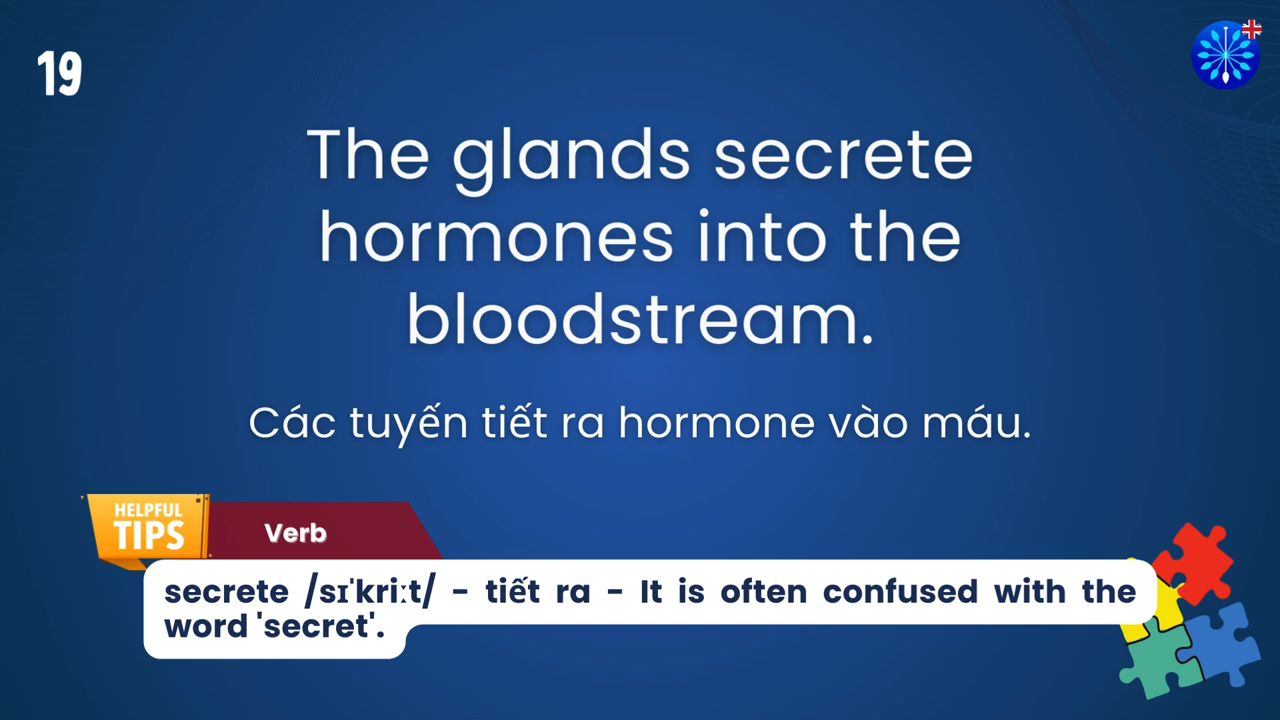 19
The glands secrete
hormones into the
bloodstream.
Các tuyến tiết ra hormone vào máu.
HELPFUL
TIPS
Verb
secrete /sɪˈkriːt/ - tiết ra - It is often confused with the
word 'secret'.